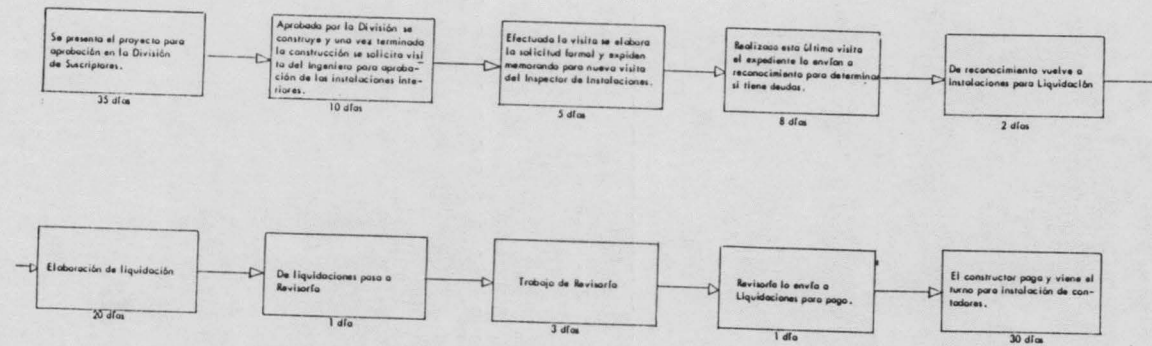 Se presenta el proyecto para
aprobación en la División
de Suscriptores.
35 días
Aprobada por la División se
construye y una vez terminada
la construcción se solicita visi
ta del Ingeniero para aproba-
ción de las instalaciones inte-
riores.
10 días
Efectuada la visita se elabora
la solicitud formal y expiden
memorando para nueva visita
del Inspector de Instalaciones.
5 días
Realizada esta última visita
el expediente lo envían a
reconocimiento para determinar
si tiene deudas.
8 días
De reconocimiento vuelve a
Instalaciones para Liquidación
2 días
Elaboración de liquidación
20 días
De liquidaciones pasa a
Revisoría
1 día
Trabajo de Revisoría
3 días
Revisoría lo envía a
Liquidaciones para pago.
1 día
El constructor paga y viene el
turno para instalación de con-
tadores.
30 días